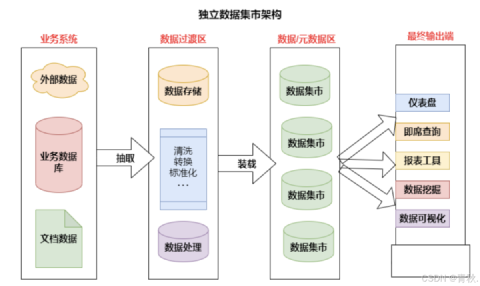 独立数据集市架构
业务系统
数据过渡区
数据/元数据区
最终输出端
外部数据
业务数据
库
文档数据
抽取
数据存储
清洗
转换
标准化
...
数据处理
装载
数据集市
数据集市
数据集市
数据集市
仪表盘
即席查询
报表工具
数据挖掘
数据可视化